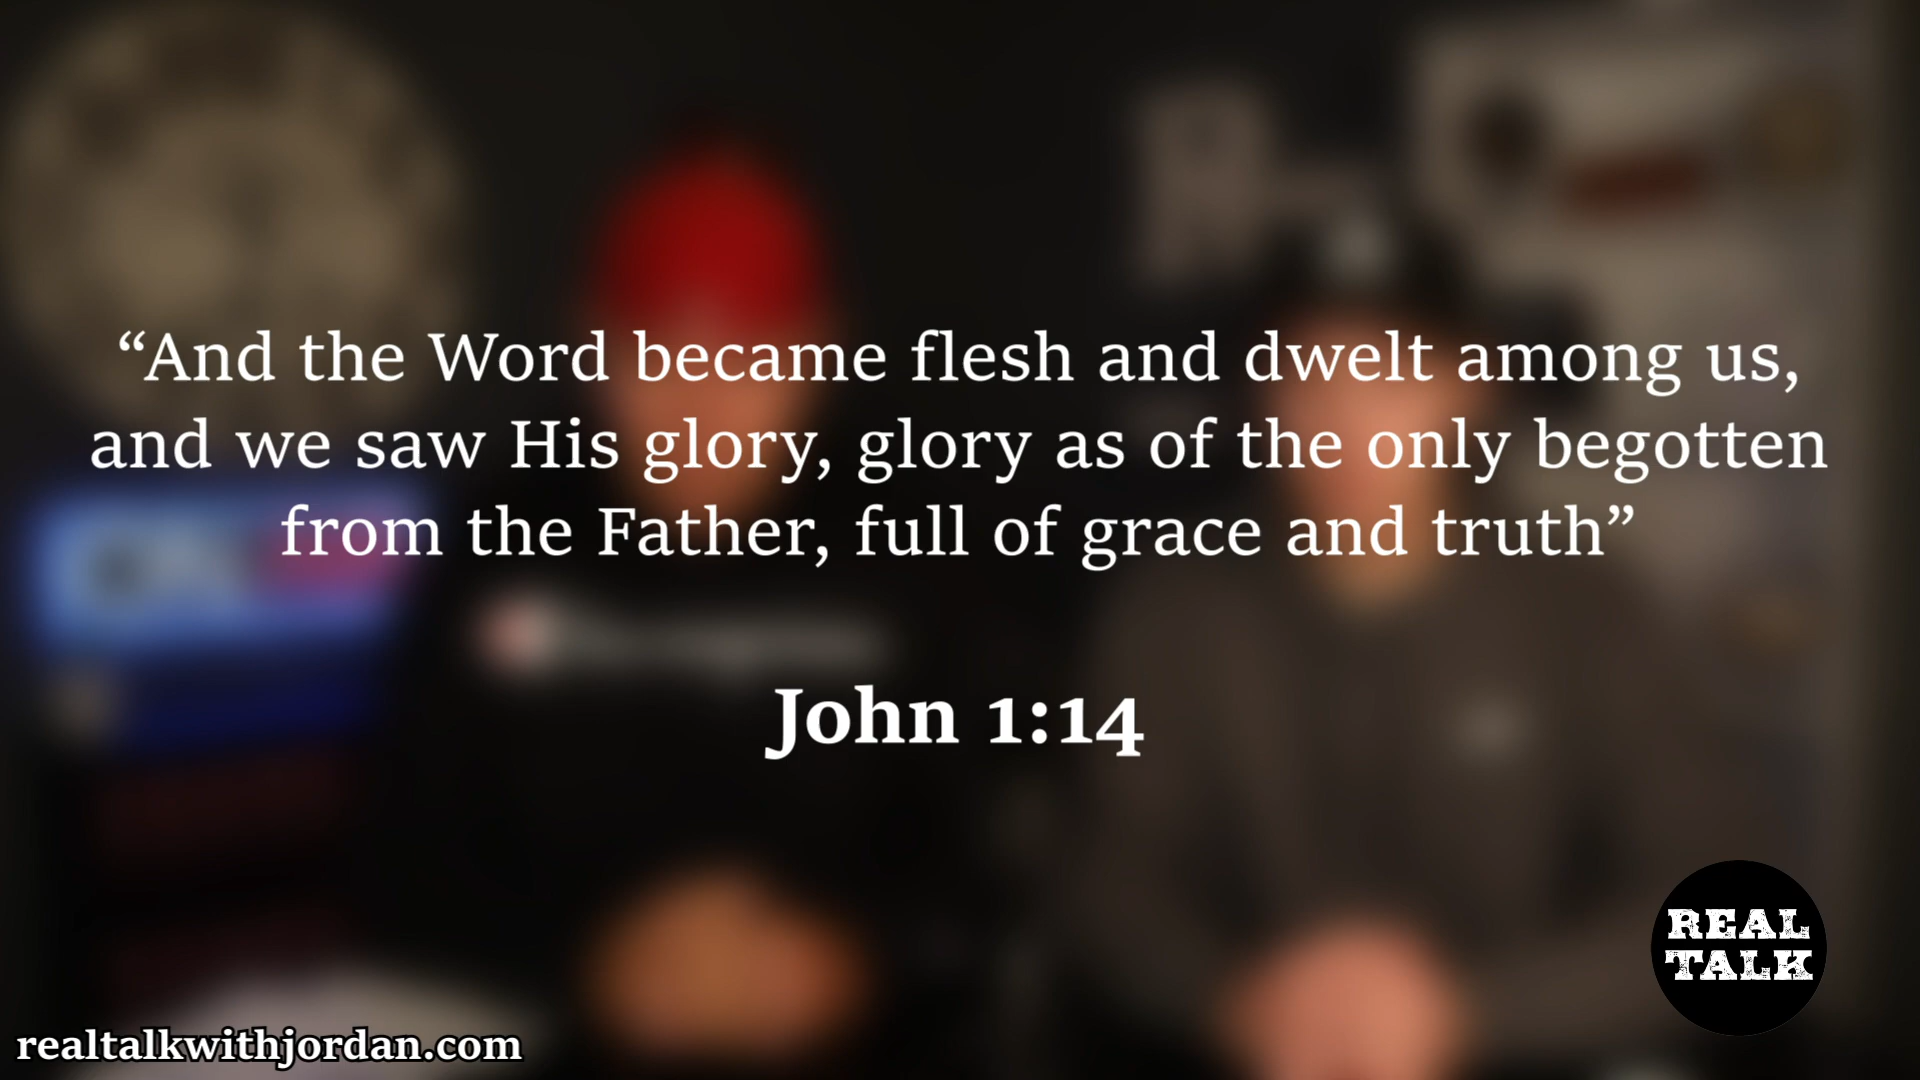 “And the Word became flesh and dwelt among us,
and we saw His glory, glory as of the only begotten
from the Father, full of grace and truth”
John 1:14
REAL
TALK
realtalkwithjordan.com